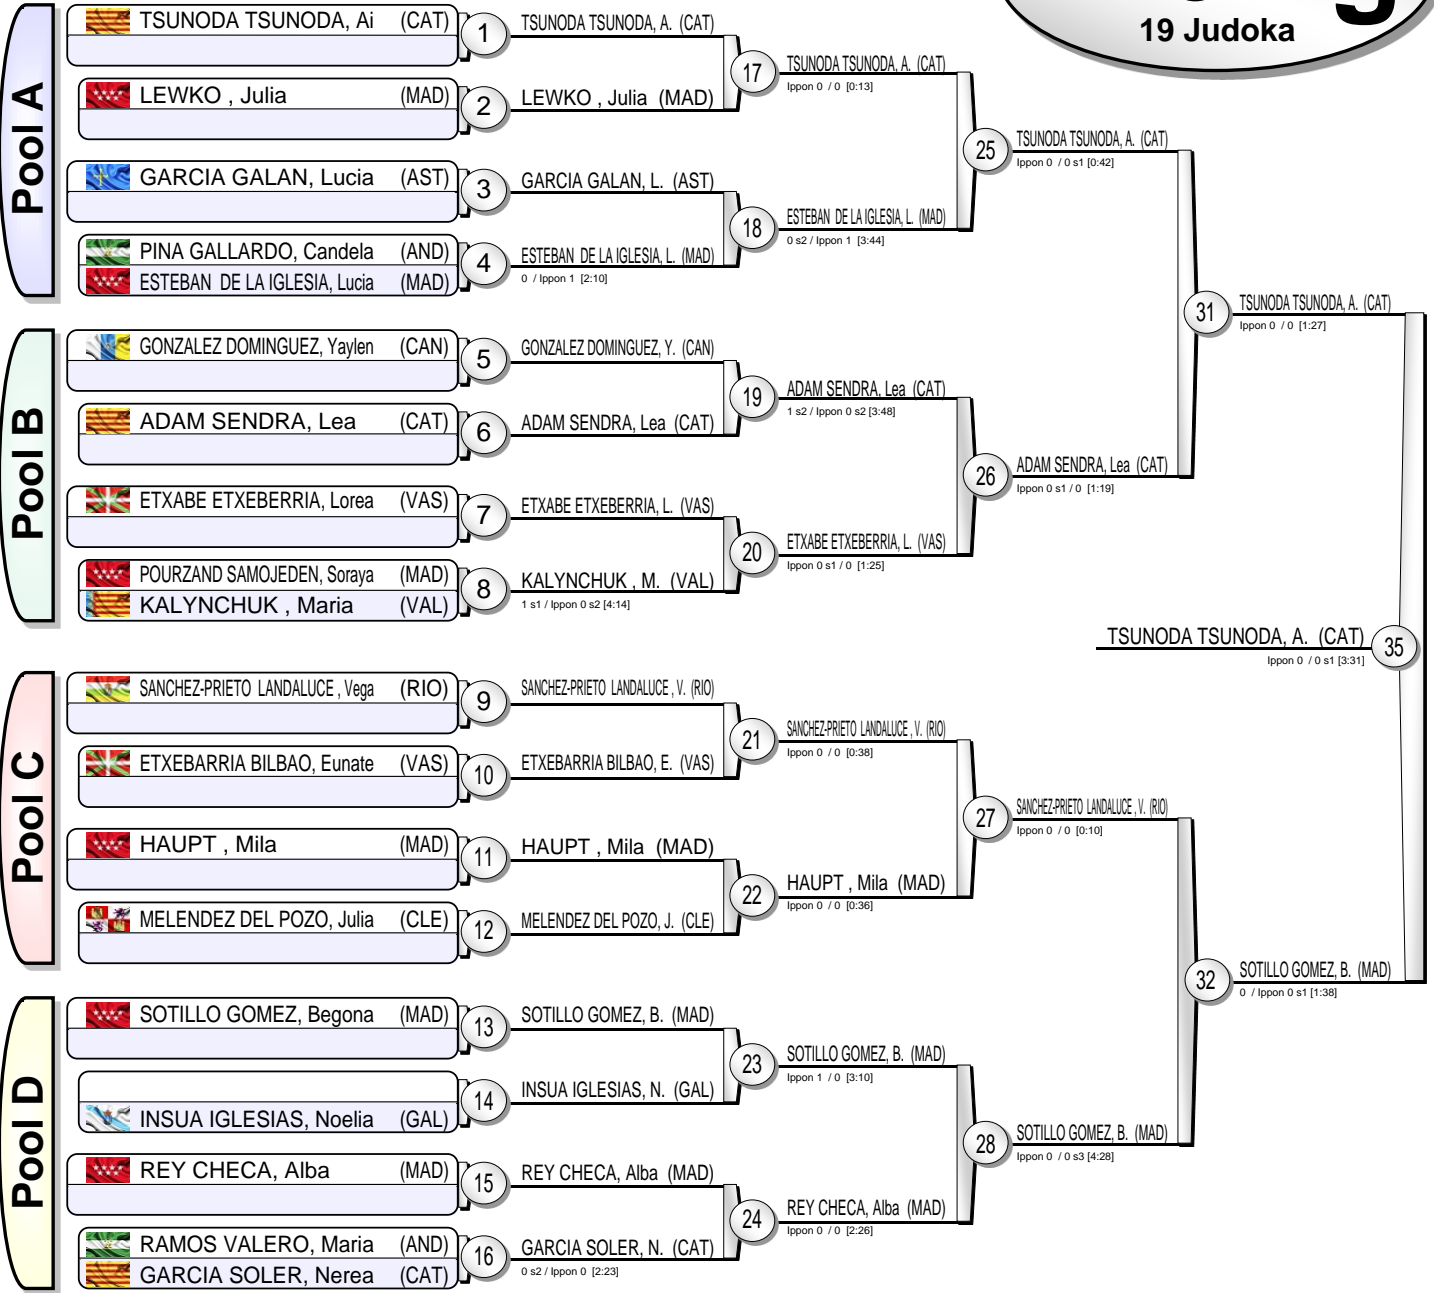 19 Judoka
Pool A
TSUNODA TSUNODA, Ai (CAT)
1
LEWKO , Julia (MAD)
2
GARCIA GALAN, Lucia (AST)
3
PINA GALLARDO, Candela (AND)
ESTEBAN DE LA IGLESIA, Lucia (MAD)
4
Pool B
GONZALEZ DOMINGUEZ, Yaylen (CAN)
5
ADAM SENDRA, Lea (CAT)
6
ETXABE ETXEBERRIA, Lorea (VAS)
7
POURZAND SAMOJEDEN, Soraya (MAD)
KALYNCHUK , Maria (VAL)
8
Pool C
SANCHEZ-PRIETO LANDALUCE , Vega (RIO)
9
ETXEBARRIA BILBAO, Eunate (VAS)
10
HAUPT , Mila (MAD)
11
MELENDEZ DEL POZO, Julia (CLE)
12
Pool D
SOTILLO GOMEZ, Begona (MAD)
13
INSUA IGLESIAS, Noelia (GAL)
14
REY CHECA, Alba (MAD)
15
RAMOS VALERO, Maria (AND)
GARCIA SOLER, Nerea (CAT)
16
TSUNODA TSUNODA, A. (CAT)
LEWKO , Julia (MAD)
17
GARCIA GALAN, L. (AST)
ESTEBAN DE LA IGLESIA, L. (MAD)
0 / Ippon 1 [2:10]
18
GONZALEZ DOMINGUEZ, Y. (CAN)
ADAM SENDRA, Lea (CAT)
19
ETXABE ETXEBERRIA, L. (VAS)
KALYNCHUK , M. (VAL)
1 s1 / Ippon 0 s2 [4:14]
20
SANCHEZ-PRIETO LANDALUCE , V. (RIO)
ETXEBARRIA BILBAO, E. (VAS)
21
HAUPT , Mila (MAD)
MELENDEZ DEL POZO, J. (CLE)
22
SOTILLO GOMEZ, B. (MAD)
INSUA IGLESIAS, N. (GAL)
23
REY CHECA, Alba (MAD)
GARCIA SOLER, N. (CAT)
0 s2 / Ippon 0 [2:23]
24
TSUNODA TSUNODA, A. (CAT)
Ippon 0 / 0 [0:13]
ESTEBAN DE LA IGLESIA, L. (MAD)
0 s2 / Ippon 1 [3:44]
25
ADAM SENDRA, Lea (CAT)
1 s2 / Ippon 0 s2 [3:48]
ETXABE ETXEBERRIA, L. (VAS)
Ippon 0 s1 / 0 [1:25]
26
SANCHEZ-PRIETO LANDALUCE , V. (RIO)
Ippon 0 / 0 [0:38]
HAUPT , Mila (MAD)
Ippon 0 / 0 [0:36]
27
SOTILLO GOMEZ, B. (MAD)
Ippon 1 / 0 [3:10]
REY CHECA, Alba (MAD)
Ippon 0 / 0 [2:26]
28
TSUNODA TSUNODA, A. (CAT)
Ippon 0 / 0 s1 [0:42]
ADAM SENDRA, Lea (CAT)
Ippon 0 s1 / 0 [1:19]
31
SANCHEZ-PRIETO LANDALUCE , V. (RIO)
Ippon 0 / 0 [0:10]
SOTILLO GOMEZ, B. (MAD)
Ippon 0 / 0 s3 [4:28]
32
TSUNODA TSUNODA, A. (CAT)
Ippon 0 / 0 [1:27]
SOTILLO GOMEZ, B. (MAD)
0 / Ippon 0 s1 [1:38]
TSUNODA TSUNODA, A. (CAT)
Ippon 0 / 0 s1 [3:31]
35